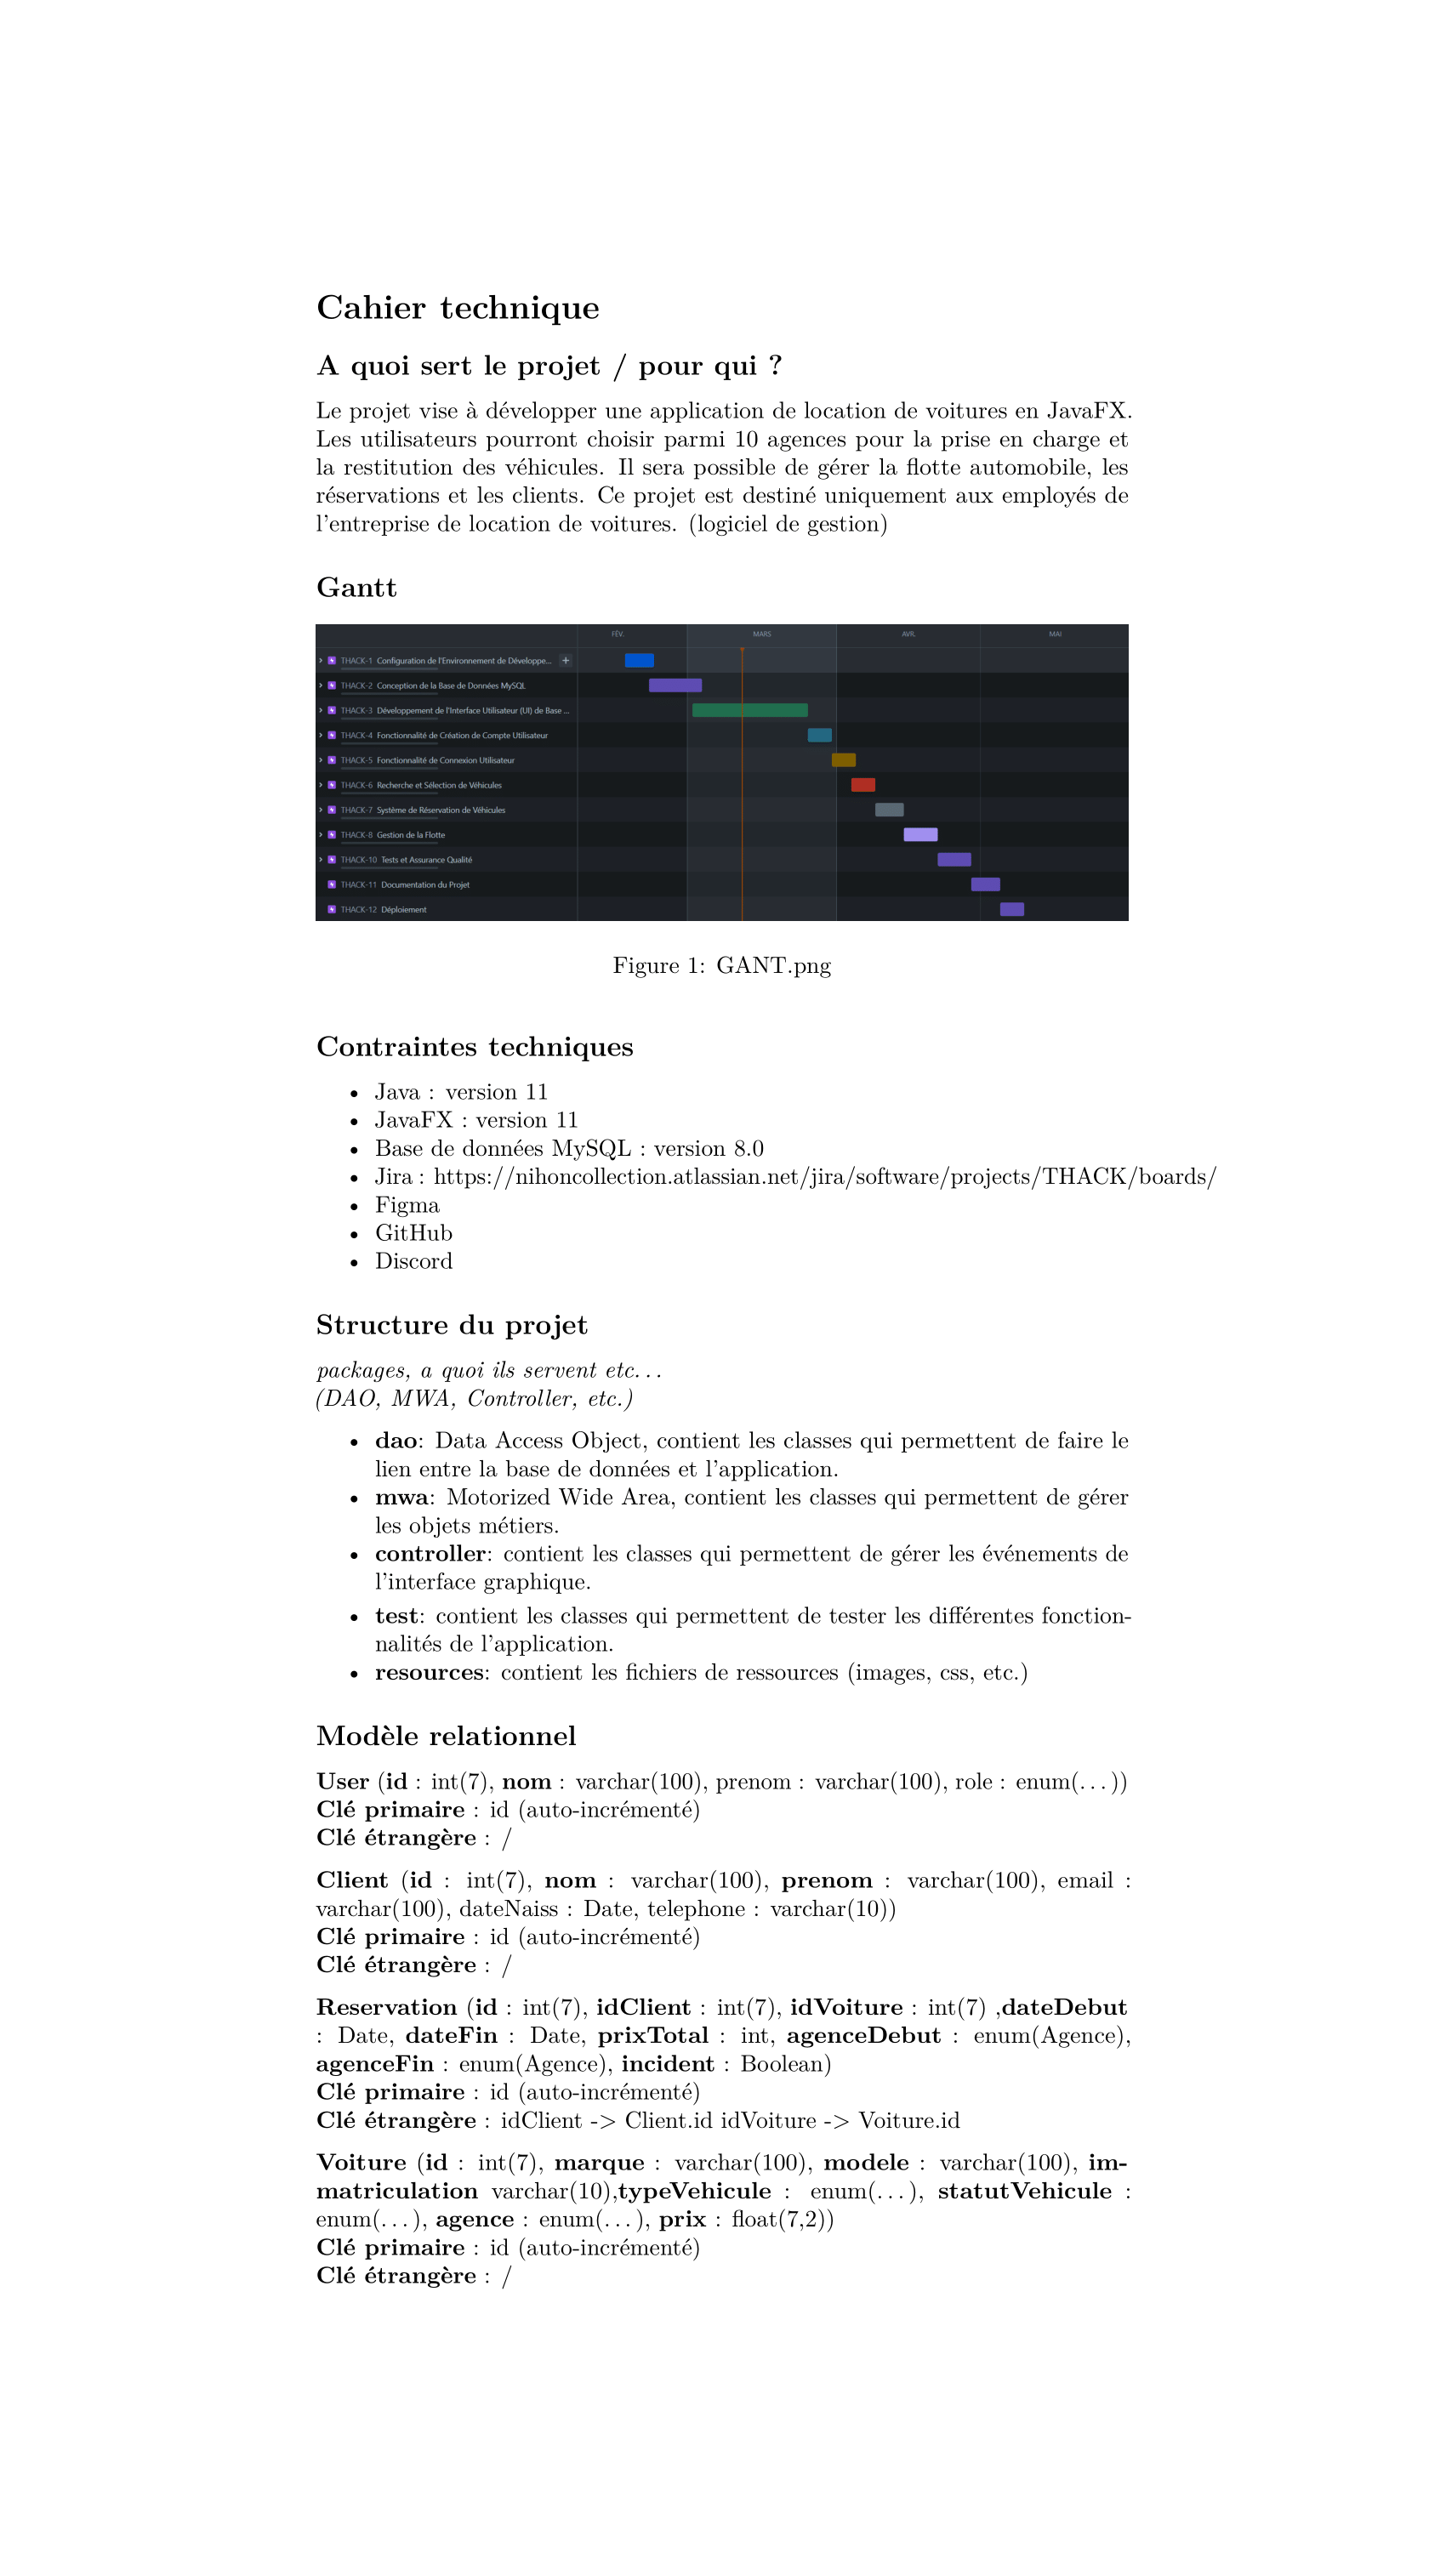 Cahier technique
A quoi sert le projet / pour qui ?
Le projet vise à développer une application de location de voitures en JavaFX.
Les utilisateurs pourront choisir parmi 10 agences pour la prise en charge et
la restitution des véhicules. Il sera possible de gérer la flotte automobile, les
réservations et les clients. Ce projet est destiné uniquement aux employés de
l'entreprise de location de voitures. (logiciel de gestion)
Gantt
FÉV. MARS AVR. MAI
THACK-1 Configuration de l'Environnement de Développe...
THACK-2 Conception de la Base de Données MySQL
THACK-3 Développement de l'Interface Utilisateur (UI) de Base ...
THACK-4 Fonctionnalité de Création de Compte Utilisateur
THACK-5 Fonctionnalité de Connexion Utilisateur
THACK-6 Recherche et Sélection de Véhicules
THACK-7 Système de Réservation de Véhicules
THACK-8 Gestion de la Flotte
THACK-10 Tests et Assurance Qualité
THACK-11 Documentation du Projet
THACK-12 Déploiement
Figure 1: GANT.png
Contraintes techniques
• Java : version 11
• JavaFX : version 11
• Base de données MySQL : version 8.0
• Jira : https://nihoncollection.atlassian.net/jira/software/projects/THACK/boards/
• Figma
• GitHub
• Discord
Structure du projet
packages, a quoi ils servent etc...
(DAO, MWA, Controller, etc.)
• dao: Data Access Object, contient les classes qui permettent de faire le
lien entre la base de données et l'application.
• mwa: Motorized Wide Area, contient les classes qui permettent de gérer
les objets métiers.
• controller: contient les classes qui permettent de gérer les événements de
l'interface graphique.
• test: contient les classes qui permettent de tester les différentes fonction-
nalités de l'application.
• resources: contient les fichiers de ressources (images, css, etc.)
Modèle relationnel
User (id : int(7), nom : varchar(100), prenom : varchar(100), role : enum(...))
Clé primaire : id (auto-incrémenté)
Clé étrangère : /
Client (id : int(7), nom : varchar(100), prenom : varchar(100), email :
varchar(100), dateNaiss : Date, telephone : varchar(10))
Clé primaire : id (auto-incrémenté)
Clé étrangère : /
Reservation (id : int(7), idClient : int(7), idVoiture : int(7) ,dateDebut
: Date, dateFin : Date, prixTotal : int, agenceDebut : enum(Agence),
agenceFin : enum(Agence), incident : Boolean)
Clé primaire : id (auto-incrémenté)
Clé étrangère : idClient -> Client.id idVoiture -> Voiture.id
Voiture (id : int(7), marque : varchar(100), modele : varchar(100), im-
matriculation varchar(10),typeVehicule : enum(...), statutVehicule :
enum(...), agence : enum(...), prix : float(7,2))
Clé primaire : id (auto-incrémenté)
Clé étrangère : /